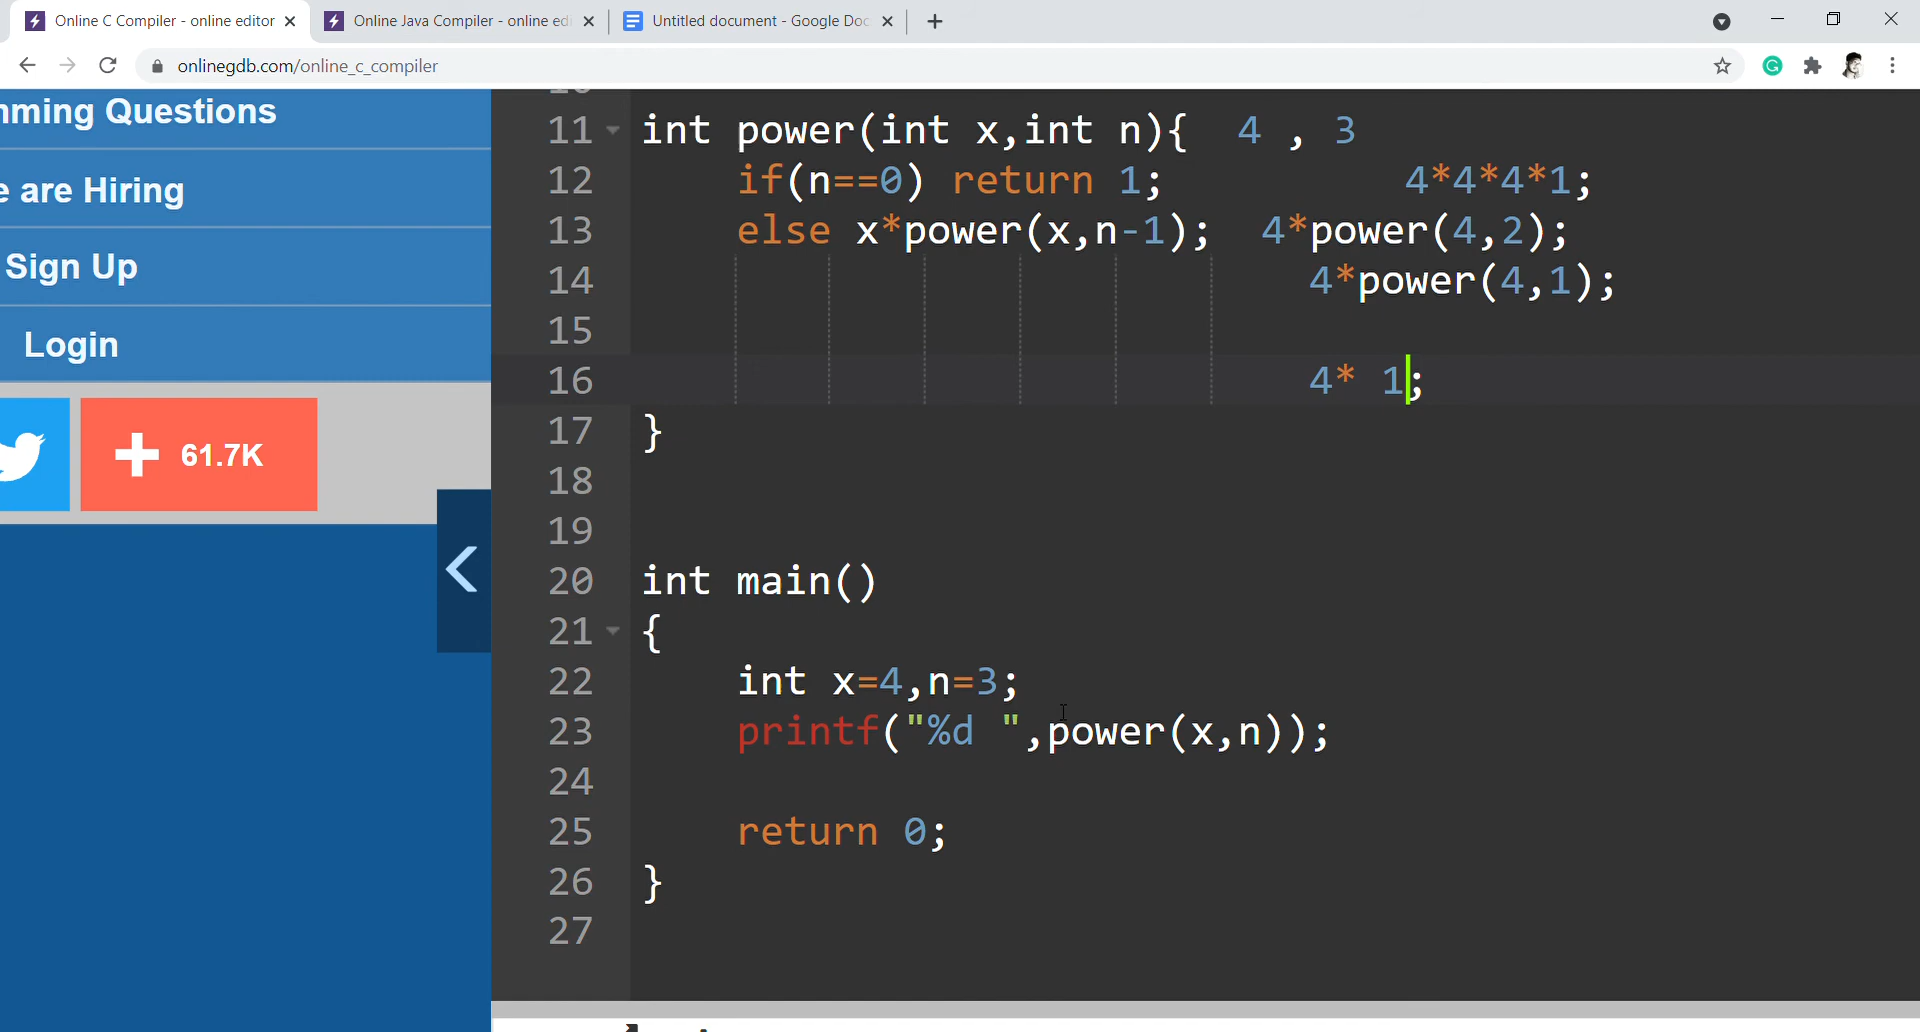 Online C Compiler - online editor
Online Java Compiler - online ed
Untitled document - Google Doc
onlinegdb.com/online_c_compiler
mming Questions
e are Hiring
Sign Up
Login
61.7K
11 int power(int x,int n){ 4 , 3
12 if(n==0) return 1; 4*4*4*1;
13 else x*power(x,n-1); 4*power(4,2);
14 4*power(4,1);
15
16 4* 1;
17 }
18
19
20 int main()
21 {
22 int x=4,n=3;
23 printf("%d ",power(x,n));
24
25 return 0;
26 }
27